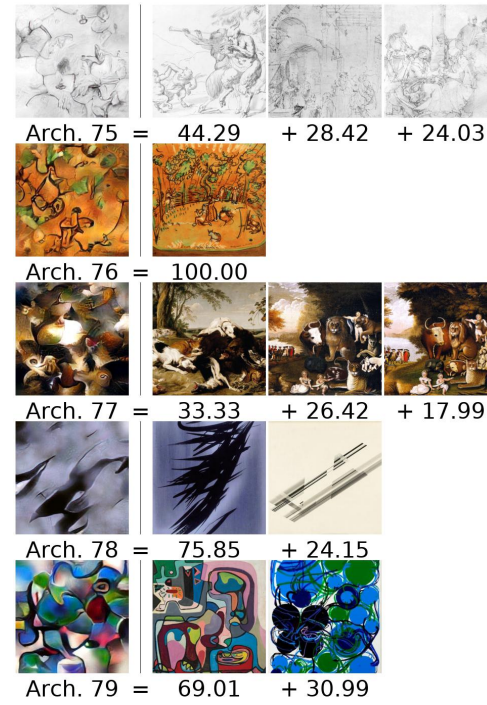 Arch. 75 = 44.29 + 28.42 + 24.03
Arch. 76 = 100.00
Arch. 77 = 33.33 + 26.42 + 17.99
Arch. 78 = 75.85 + 24.15
Arch. 79 = 69.01 + 30.99